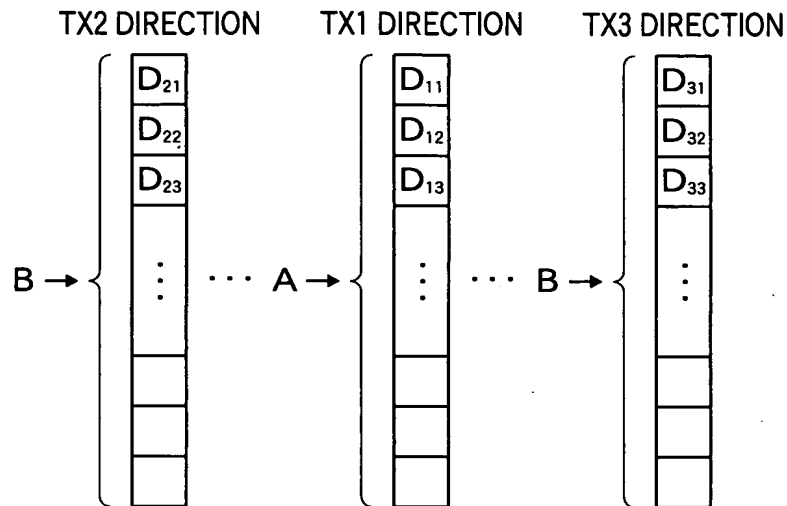 TX2 DIRECTION TX1 DIRECTION TX3 DIRECTION
D21 D11 D31
D22 D12 D32
D23 D13 D33
B → ⋮ ··· A → ⋮ ··· B → ⋮